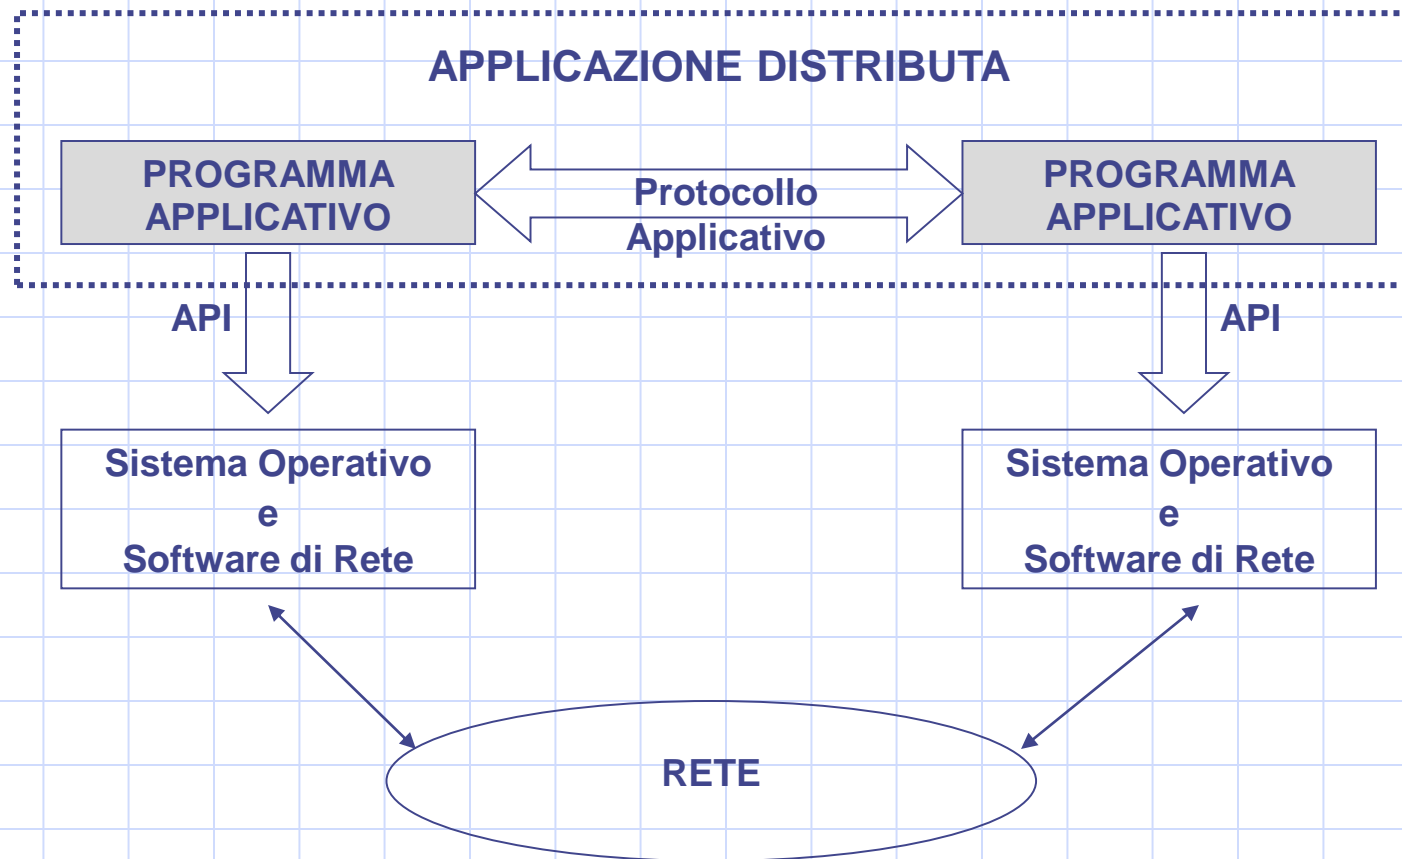 APPLICAZIONE DISTRIBUTA
PROGRAMMA
APPLICATIVO
Protocollo
Applicativo
PROGRAMMA
APPLICATIVO
API
API
Sistema Operativo
e
Software di Rete
Sistema Operativo
e
Software di Rete
RETE